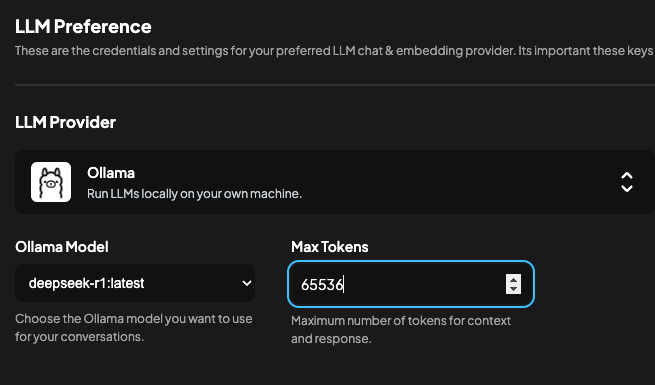 LLM Preference
These are the credentials and settings for your preferred LLM chat & embedding provider. Its important these keys
LLM Provider
Ollama
Run LLMs locally on your own machine.
Ollama Model
Max Tokens
deepseek-r1:latest
65536
Choose the Ollama model you want to use
for your conversations.
Maximum number of tokens for context
and response.